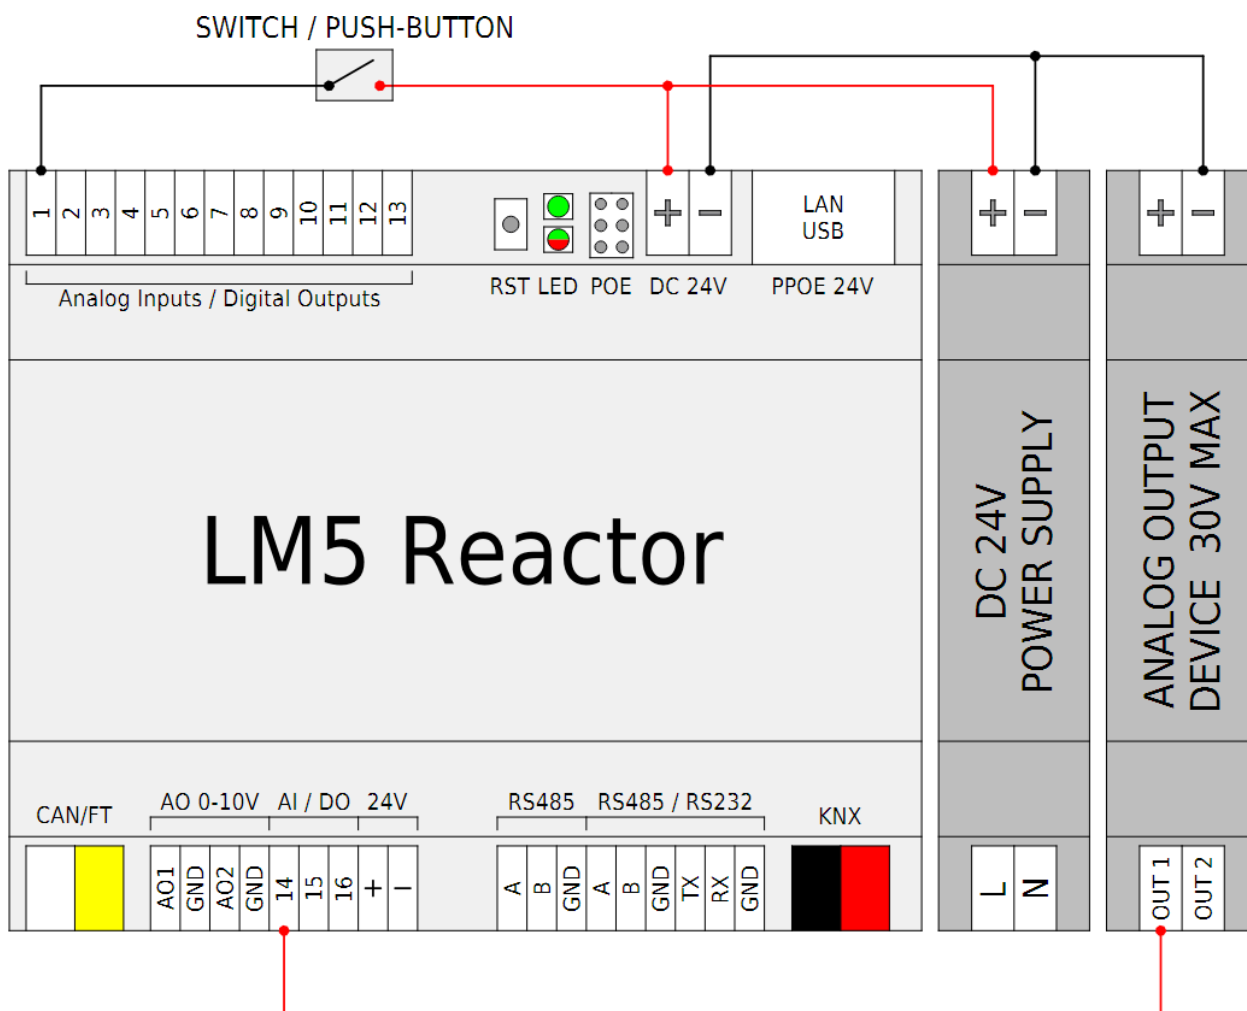 SWITCH / PUSH-BUTTON
1 2 3 4 5 6 7 8 9 10 11 12 13
+ −
LAN
USB
+ −
+ −
Analog Inputs / Digital Outputs
RST LED POE DC 24V PPOE 24V
LM5 Reactor
DC 24V
POWER SUPPLY
ANALOG OUTPUT
DEVICE 30V MAX
CAN/FT
AO 0-10V AI / DO 24V
RS485 RS485 / RS232
KNX
AO1 GND AO2 GND 14 15 16 + −
A B GND A B GND TX RX GND
L N
OUT 1 OUT 2